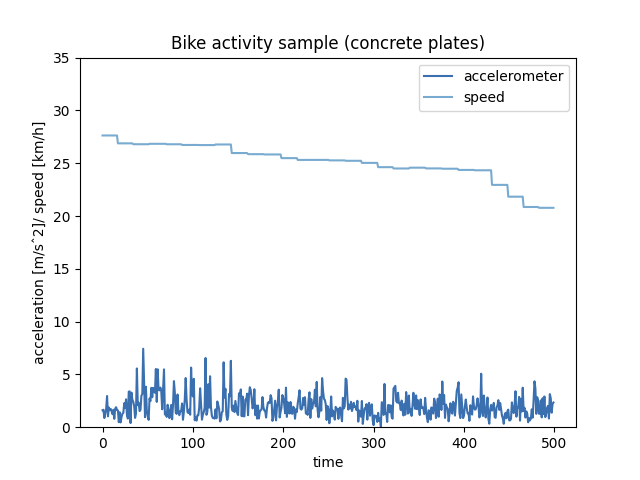 Bike activity sample (concrete plates)
accelerometer
speed
acceleration [m/sˆ2]/ speed [km/h]
35
30
25
20
15
10
5
0
0 100 200 300 400 500
time